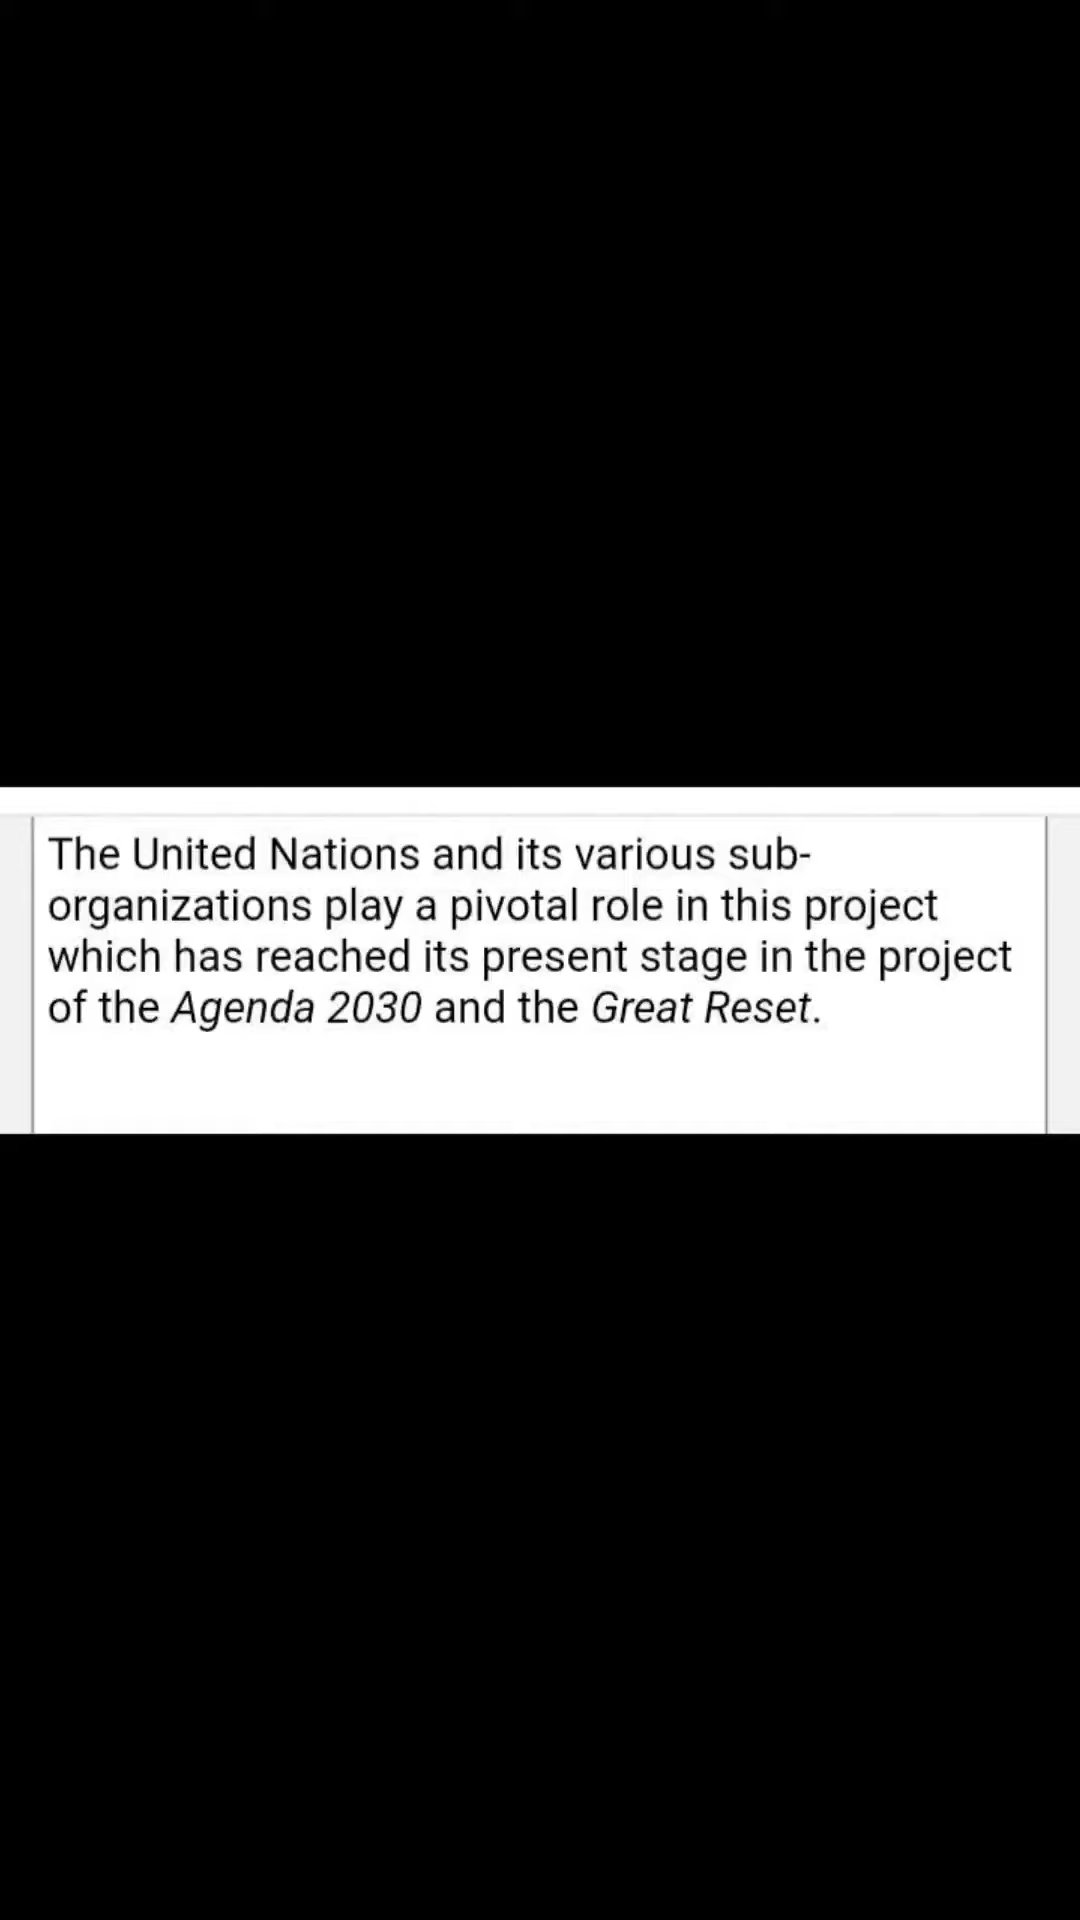 The United Nations and its various sub-
organizations play a pivotal role in this project
which has reached its present stage in the project
of the Agenda 2030 and the Great Reset.